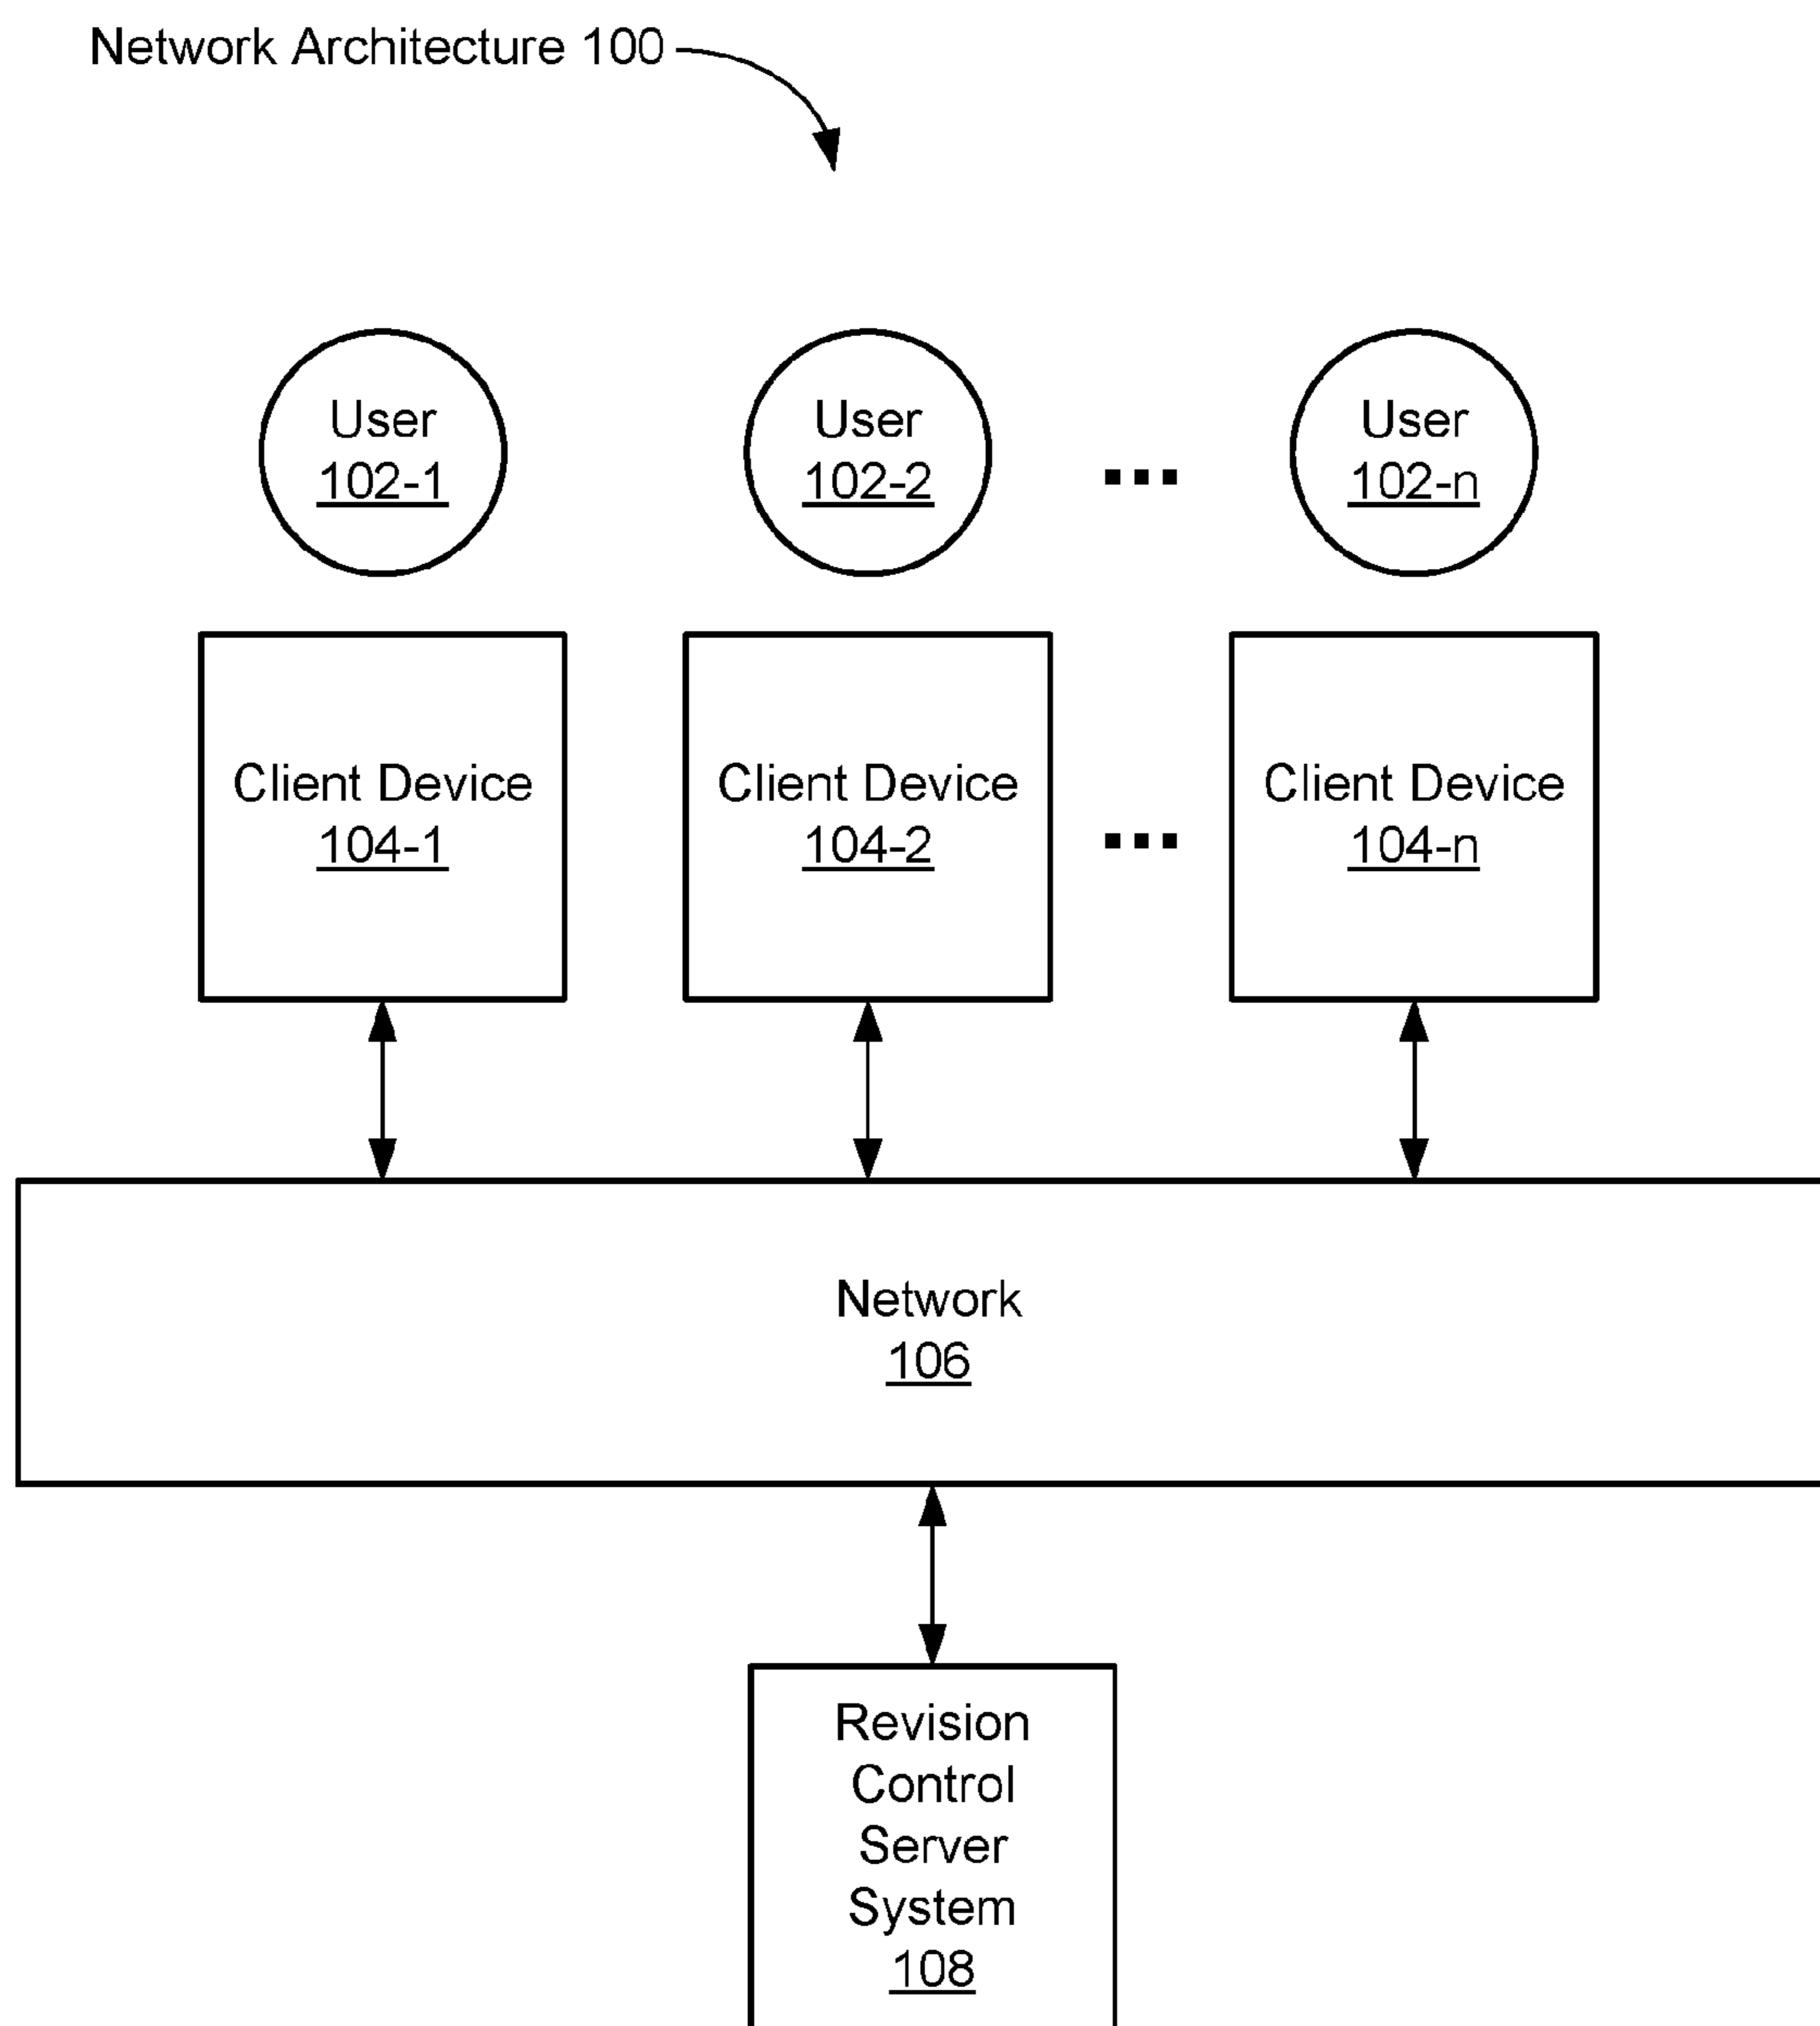 Network Architecture 100
User
102-1
User
102-2
...
User
102-n
Client Device
104-1
Client Device
104-2
...
Client Device
104-n
Network
106
Revision
Control
Server
System
108